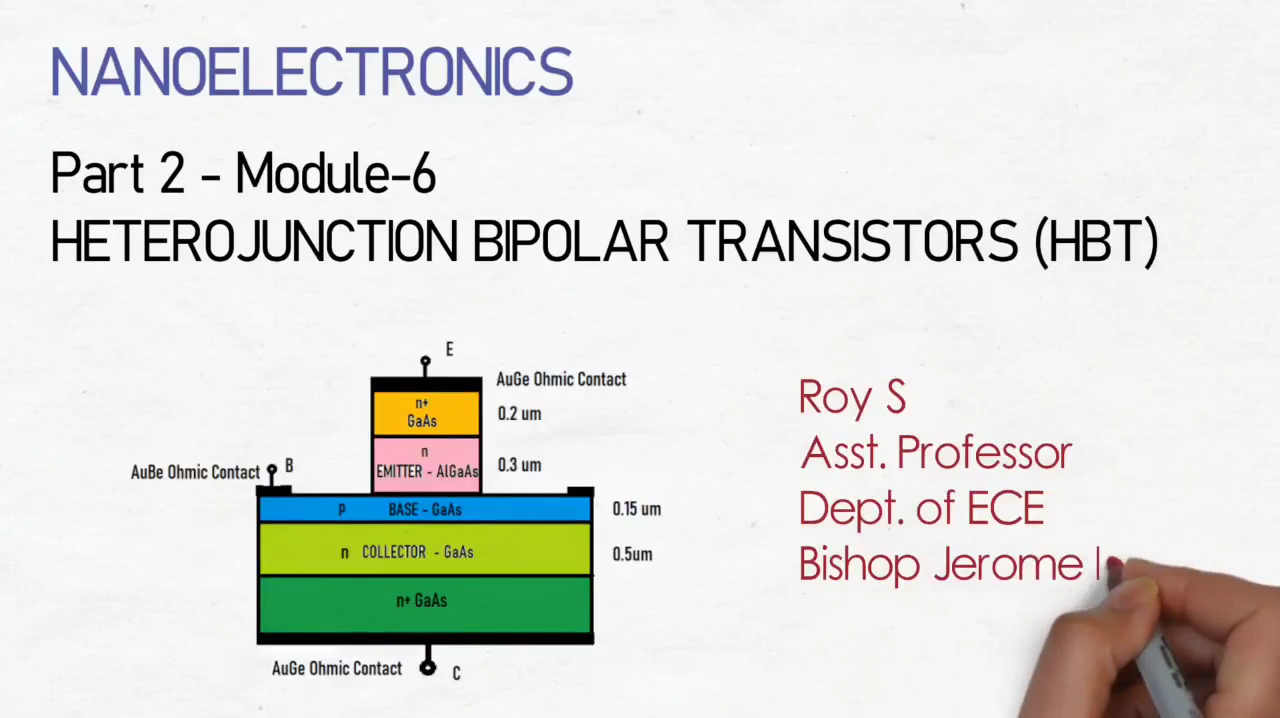 NANOELECTRONICS
Part 2 - Module-6
HETEROJUNCTION BIPOLAR TRANSISTORS (HBT)
E
AuGe Ohmic Contact
n+
GaAs
0.2 um
n
EMITTER - AlGaAs
0.3 um
AuBe Ohmic Contact
B
p BASE - GaAs
0.15 um
n COLLECTOR - GaAs
0.5um
n+ GaAs
AuGe Ohmic Contact
C
Roy S
Asst. Professor
Dept. of ECE
Bishop Jerome